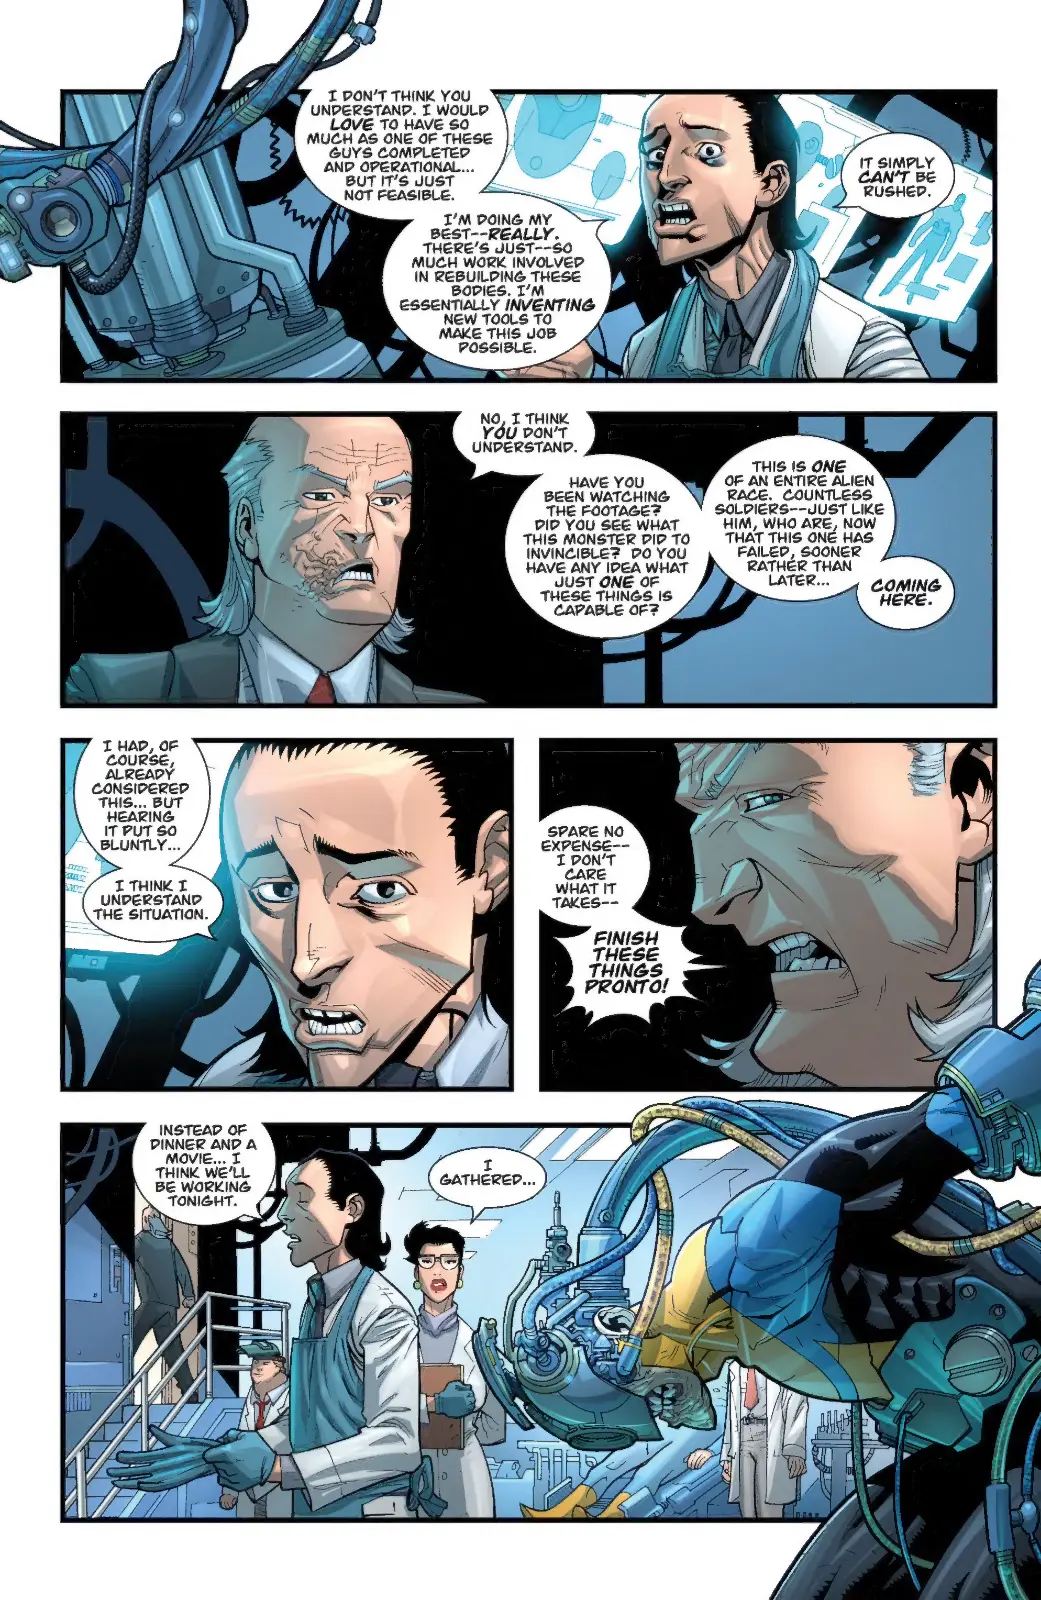 I DON'T THINK YOU
UNDERSTAND. I WOULD
LOVE TO HAVE SO
MUCH AS ONE OF THESE
GUYS COMPLETED
AND OPERATIONAL...
BUT IT'S JUST
NOT FEASIBLE.
I'M DOING MY
BEST--REALLY.
THERE'S JUST--SO
MUCH WORK INVOLVED
IN REBUILDING THESE
BODIES. I'M
ESSENTIALLY INVENTING
NEW TOOLS TO
MAKE THIS JOB
POSSIBLE.
IT SIMPLY
CAN'T BE
RUSHED.
NO, I THINK
YOU DON'T
UNDERSTAND.
HAVE YOU
BEEN WATCHING
THE FOOTAGE?
DID YOU SEE WHAT
THIS MONSTER DID TO
INVINCIBLE? DO YOU
HAVE ANY IDEA WHAT
JUST ONE OF
THESE THINGS IS
CAPABLE OF?
THIS IS ONE
OF AN ENTIRE ALIEN
RACE. COUNTLESS
SOLDIERS--JUST LIKE
HIM, WHO ARE, NOW
THAT THIS ONE HAS
FAILED, SOONER
RATHER THAN
LATER...
COMING
HERE.
I HAD, OF
COURSE,
ALREADY
CONSIDERED
THIS... BUT
HEARING
IT PUT SO
BLUNTLY...
I THINK I
UNDERSTAND
THE SITUATION.
SPARE NO
EXPENSE--
I DON'T
CARE
WHAT IT
TAKES--
FINISH
THESE
THINGS
PRONTO!
INSTEAD OF
DINNER AND A
MOVIE... I
THINK WE'LL
BE WORKING
TONIGHT.
I
GATHERED...